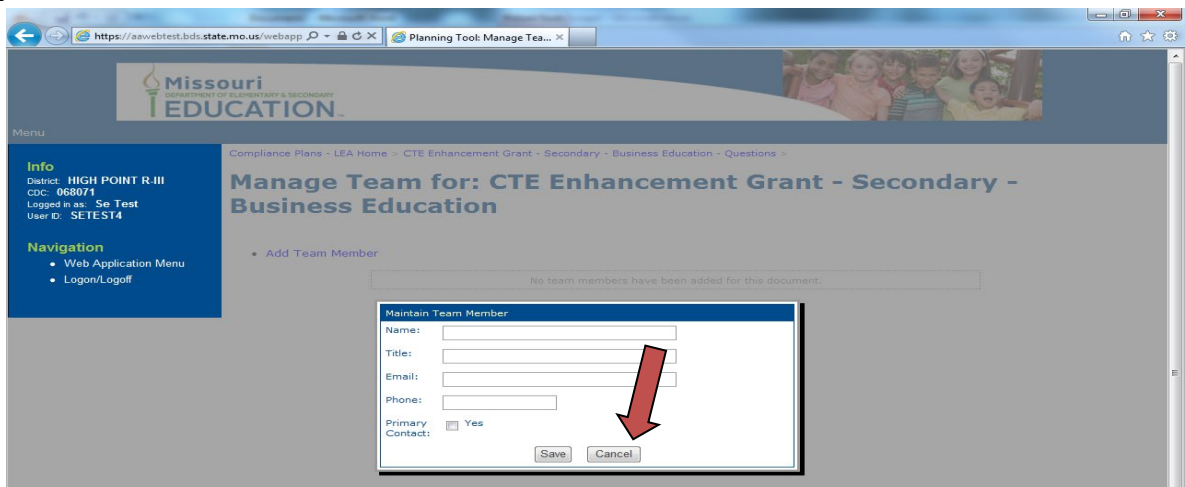 https://aawebtest.bds.state.mo.us/webapp
Planning Tool: Manage Tea...
Missouri
DEPARTMENT OF ELEMENTARY & SECONDARY
EDUCATION
Menu
Compliance Plans - LEA Home > CTE Enhancement Grant - Secondary - Business Education - Questions >
Info
District: HIGH POINT R-III
CDC: 068071
Logged in as: Se Test
User ID: SETEST4
Manage Team for: CTE Enhancement Grant - Secondary -
Business Education
Navigation
Web Application Menu
Logon/Logoff
Add Team Member
No team members have been added for this document.
Maintain Team Member
Name:
Title:
Email:
Phone:
Primary
Contact:
Yes
Save Cancel